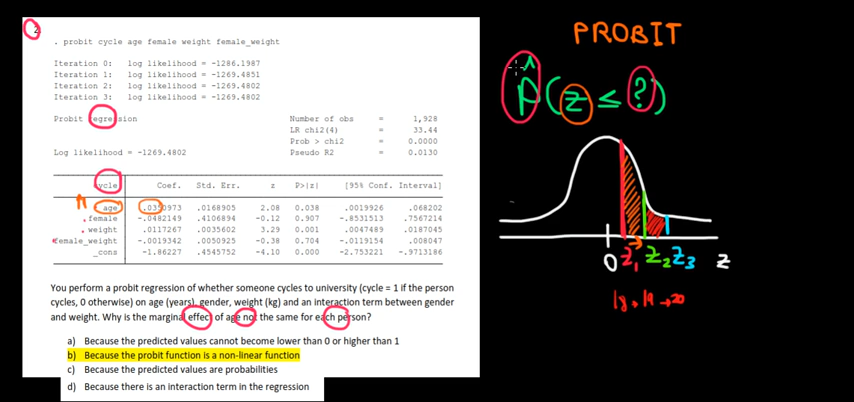 2
. probit cycle age female weight female_weight
Iteration 0: log likelihood = -1286.1987
Iteration 1: log likelihood = -1269.4851
Iteration 2: log likelihood = -1269.4802
Iteration 3: log likelihood = -1269.4802
Probit regression Number of obs = 1,928
LR chi2(4) = 33.44
Prob > chi2 = 0.0000
Log likelihood = -1269.4802 Pseudo R2 = 0.0130
cycle Coef. Std. Err. z P>|z| [95% Conf. Interval]
age .0350973 .0168905 2.08 0.038 .0019926 .068202
female -.0482149 .4106894 -0.12 0.907 -.8531513 .7567214
weight .0117267 .0035602 3.29 0.001 .0047489 .0187045
female_weight -.0019342 .0050925 -0.38 0.704 -.0119154 .008047
_cons -1.86227 .4545752 -4.10 0.000 -2.753221 -.9713186
You perform a probit regression of whether someone cycles to university (cycle = 1 if the person
cycles, 0 otherwise) on age (years), gender, weight (kg) and an interaction term between gender
and weight. Why is the marginal effect of age not the same for each person?
a) Because the predicted values cannot become lower than 0 or higher than 1
b) Because the probit function is a non-linear function
c) Because the predicted values are probabilities
d) Because there is an interaction term in the regression
PROBIT
P̂(z ≤ ?)
0 z₁ z₂ z₃ z
18 → 19 → 20